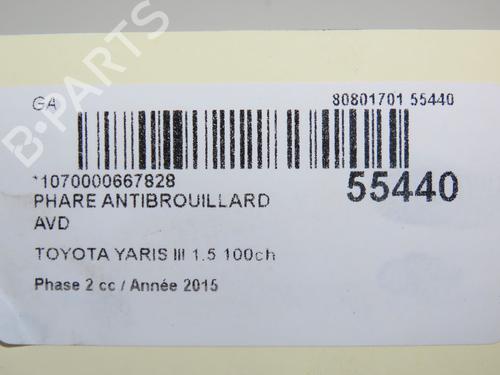 GA 80801701 55440
*1070000667828 55440
PHARE ANTIBROUILLARD
AVD
TOYOTA YARIS III 1.5 100ch
Phase 2 cc / Année 2015
B-PARTS